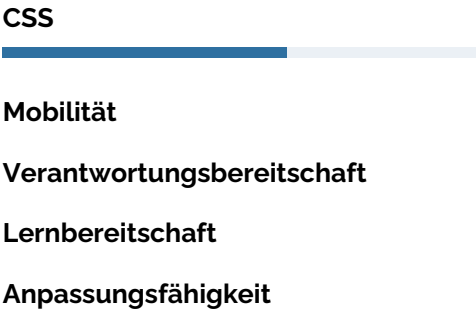 CSS
Mobilität
Verantwortungsbereitschaft
Lernbereitschaft
Anpassungsfähigkeit